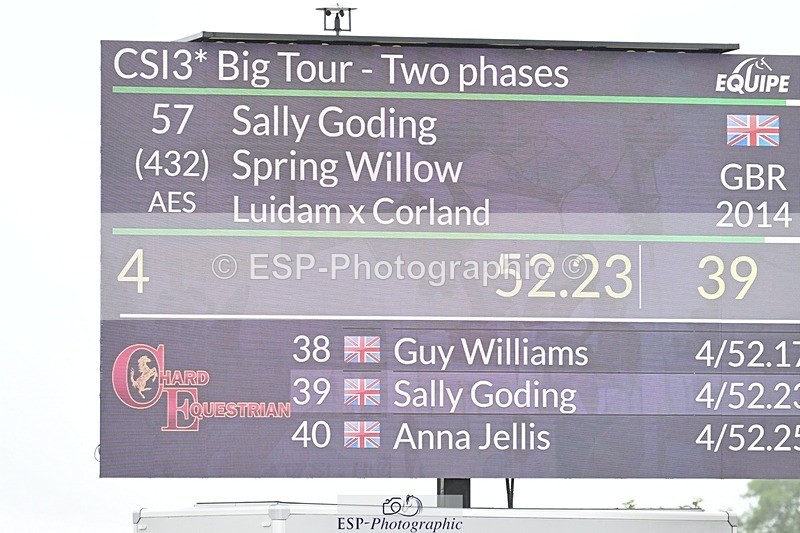 CSI3* Big Tour - Two phases
EQUIPE
57 Sally Goding
(432) Spring Willow
GBR
AES Luidam x Corland
2014
4 52.23 39
© ESP-Photographic ©
38 Guy Williams 4/52.17
39 Sally Goding 4/52.23
40 Anna Jellis 4/52.25
CHARD
EQUESTRIAN
ESP-Photographic